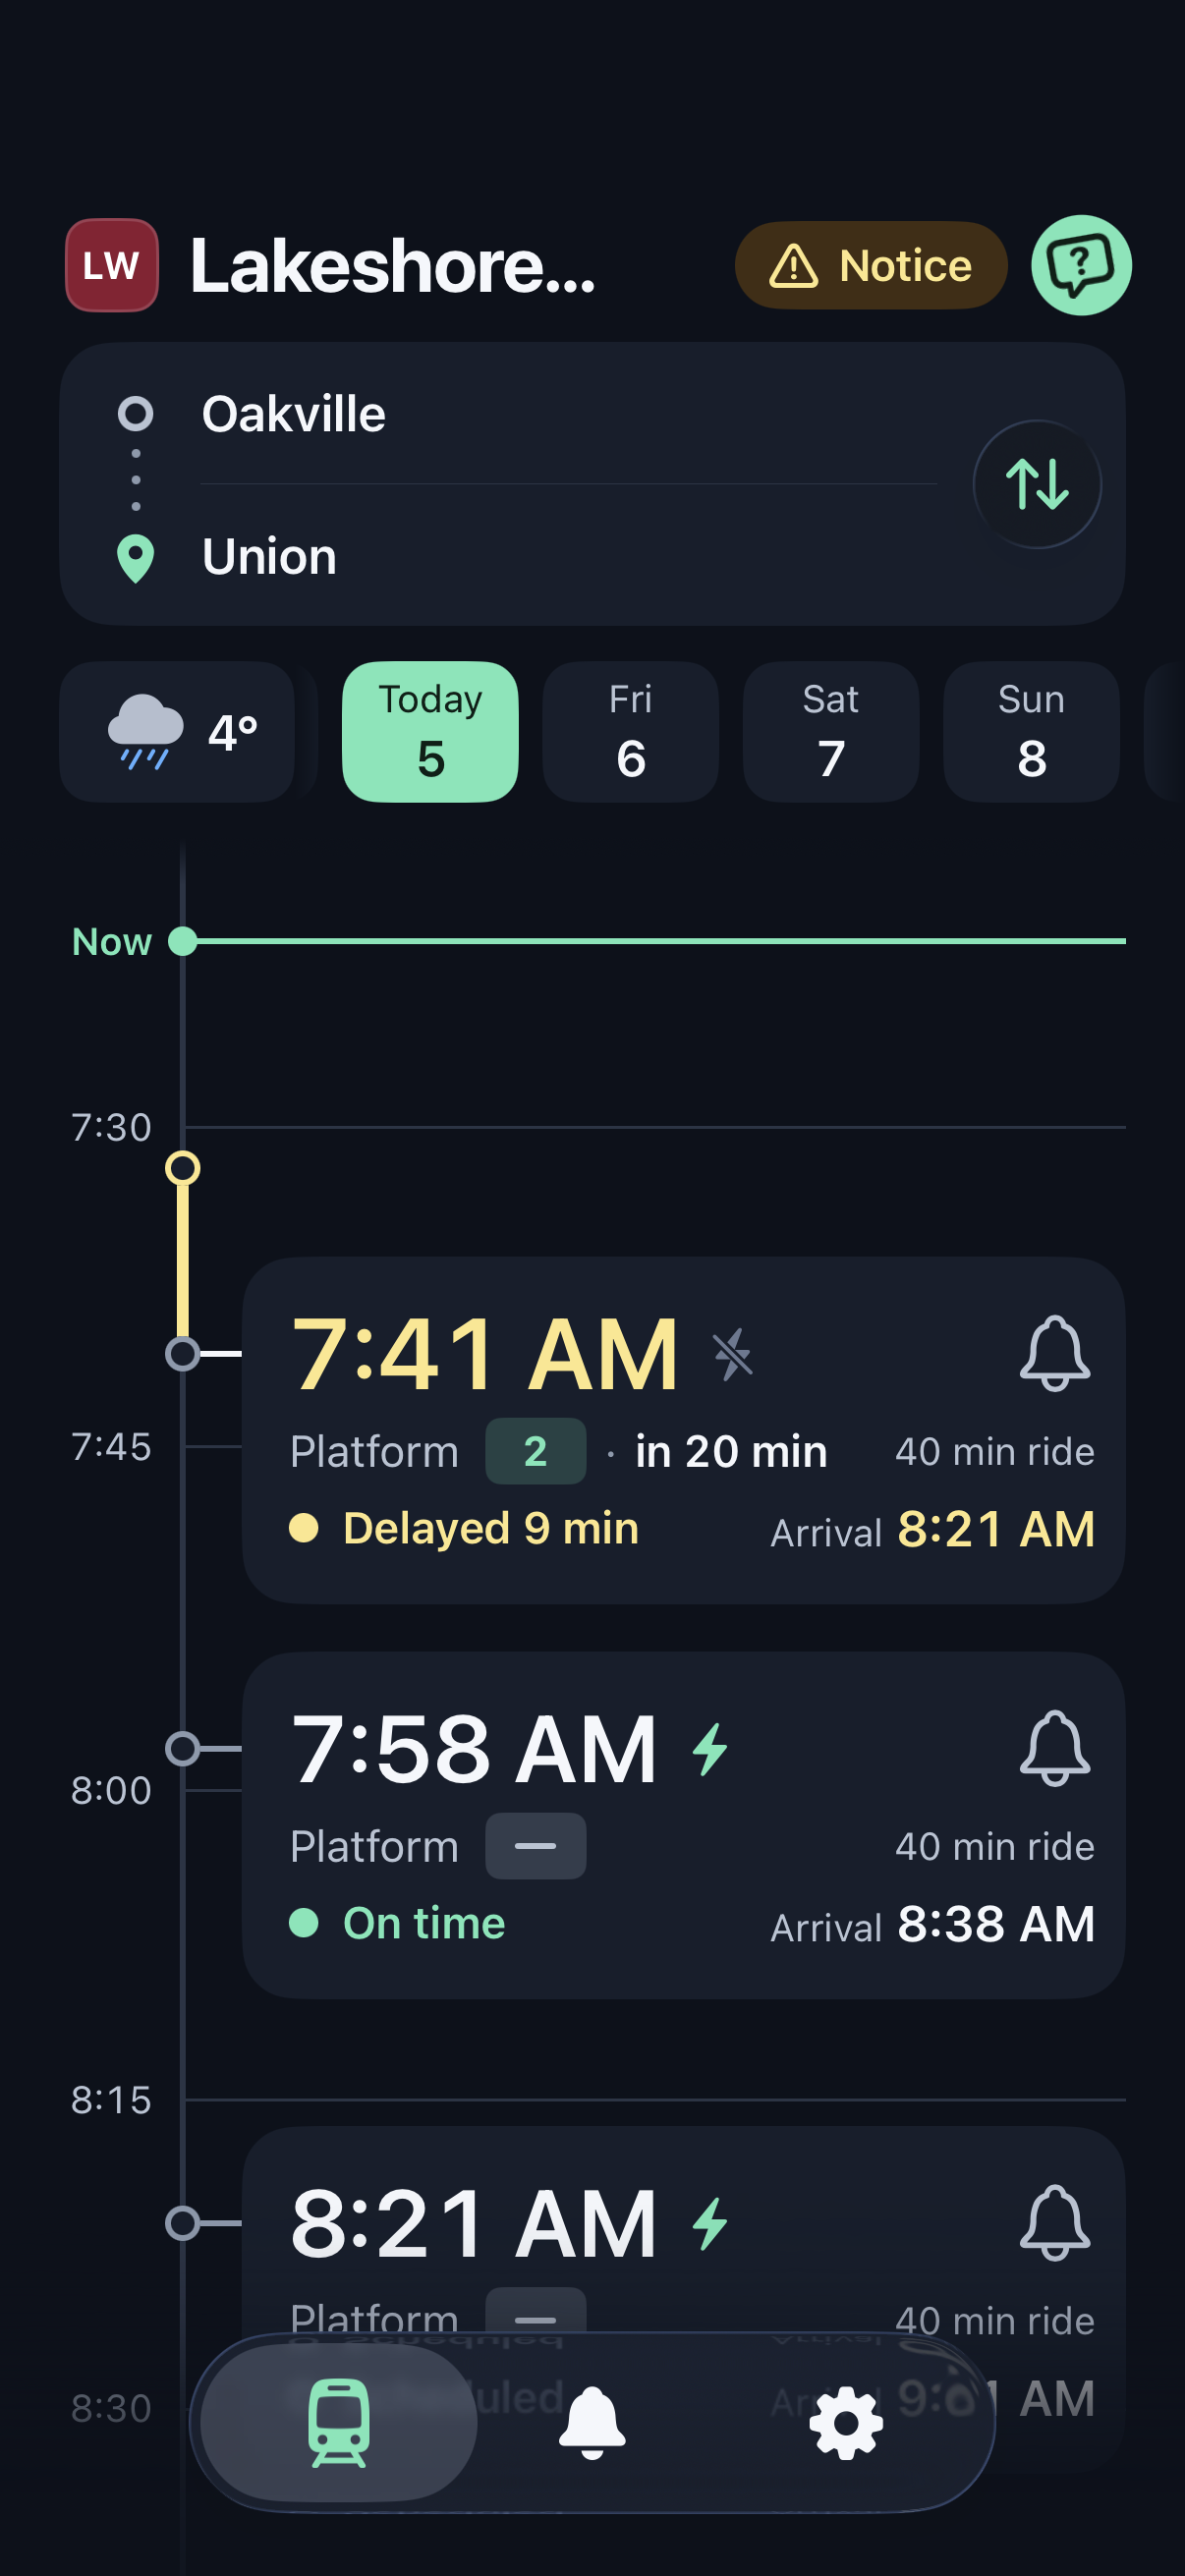 LW Lakeshore... Notice ?
Oakville
Union
4° Today 5 Fri 6 Sat 7 Sun 8
Now
7:30
7:41 AM
7:45 Platform 2 · in 20 min 40 min ride
Delayed 9 min Arrival 8:21 AM
7:58 AM
8:00
Platform — 40 min ride
On time Arrival 8:38 AM
8:15
8:21 AM
Platform — 40 min ride
8:30 AM